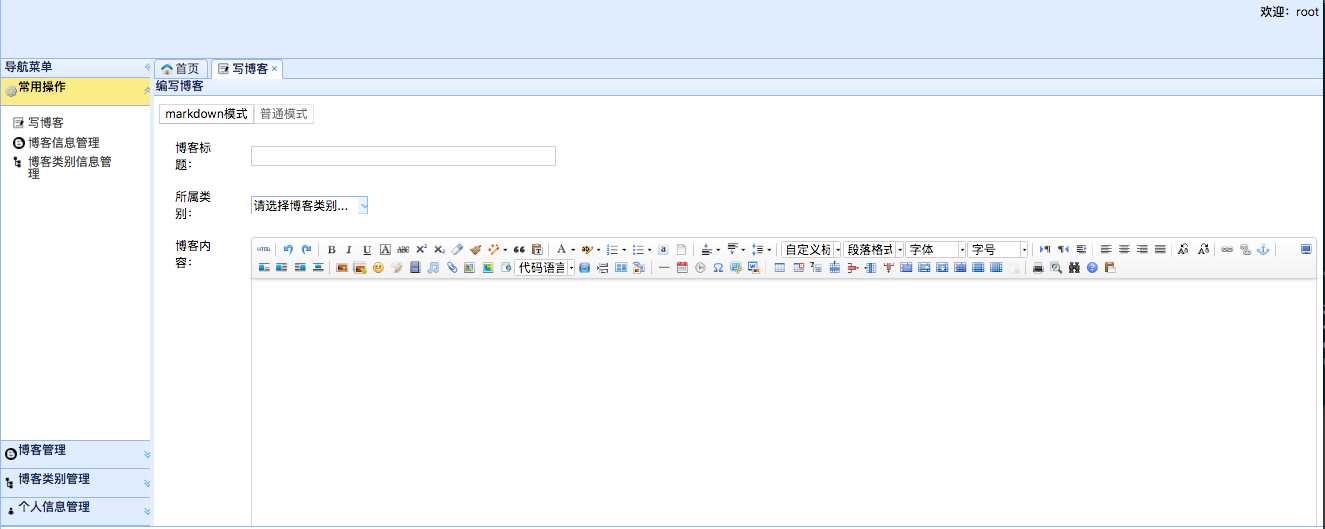 欢迎：root
导航菜单
常用操作
写博客
博客信息管理
博客类别信息管
理
博客管理
博客类别管理
个人信息管理
首页 写博客
编写博客
markdown模式 普通模式
博客标
题：
所属类
别：
请选择博客类别...
博客内
容：
HTML B I U A ABC X² X₂ A ab a 自定义标 段落格式 字体 字号
代码语言 Ω